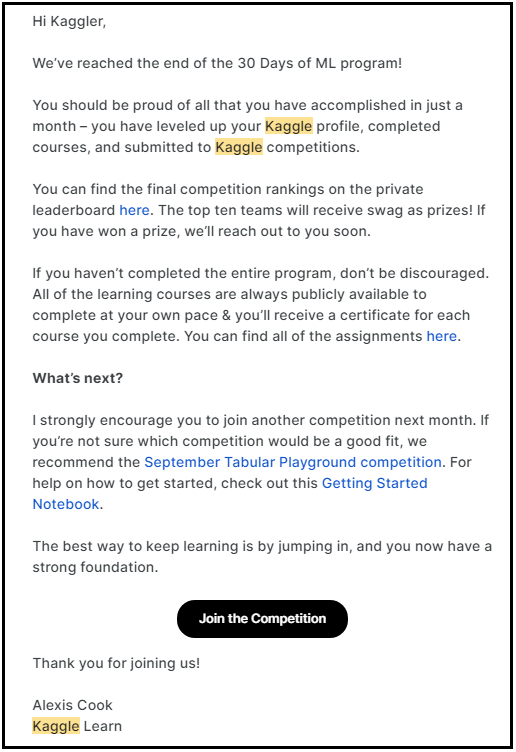 Hi Kaggler,
We've reached the end of the 30 Days of ML program!
You should be proud of all that you have accomplished in just a
month – you have leveled up your Kaggle profile, completed
courses, and submitted to Kaggle competitions.
You can find the final competition rankings on the private
leaderboard here. The top ten teams will receive swag as prizes! If
you have won a prize, we'll reach out to you soon.
If you haven't completed the entire program, don't be discouraged.
All of the learning courses are always publicly available to
complete at your own pace & you'll receive a certificate for each
course you complete. You can find all of the assignments here.
What's next?
I strongly encourage you to join another competition next month. If
you're not sure which competition would be a good fit, we
recommend the September Tabular Playground competition. For
help on how to get started, check out this Getting Started
Notebook.
The best way to keep learning is by jumping in, and you now have a
strong foundation.
Join the Competition
Thank you for joining us!
Alexis Cook
Kaggle Learn